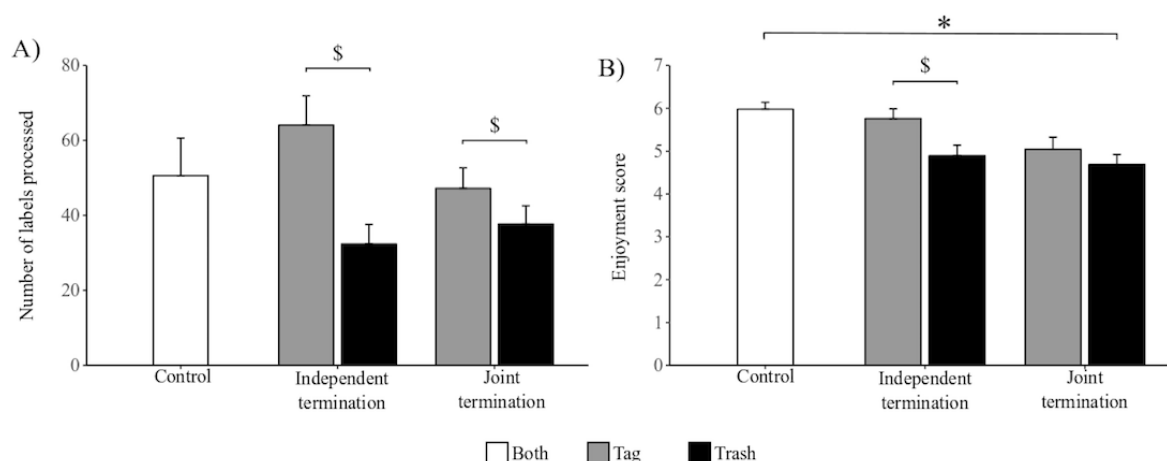 A)
Number of labels processed
80
60
40
20
0
$
$
Control
Independent
termination
Joint
termination
B)
Enjoyment score
7
6
5
4
3
2
1
0
*
$
Control
Independent
termination
Joint
termination
Both Tag Trash